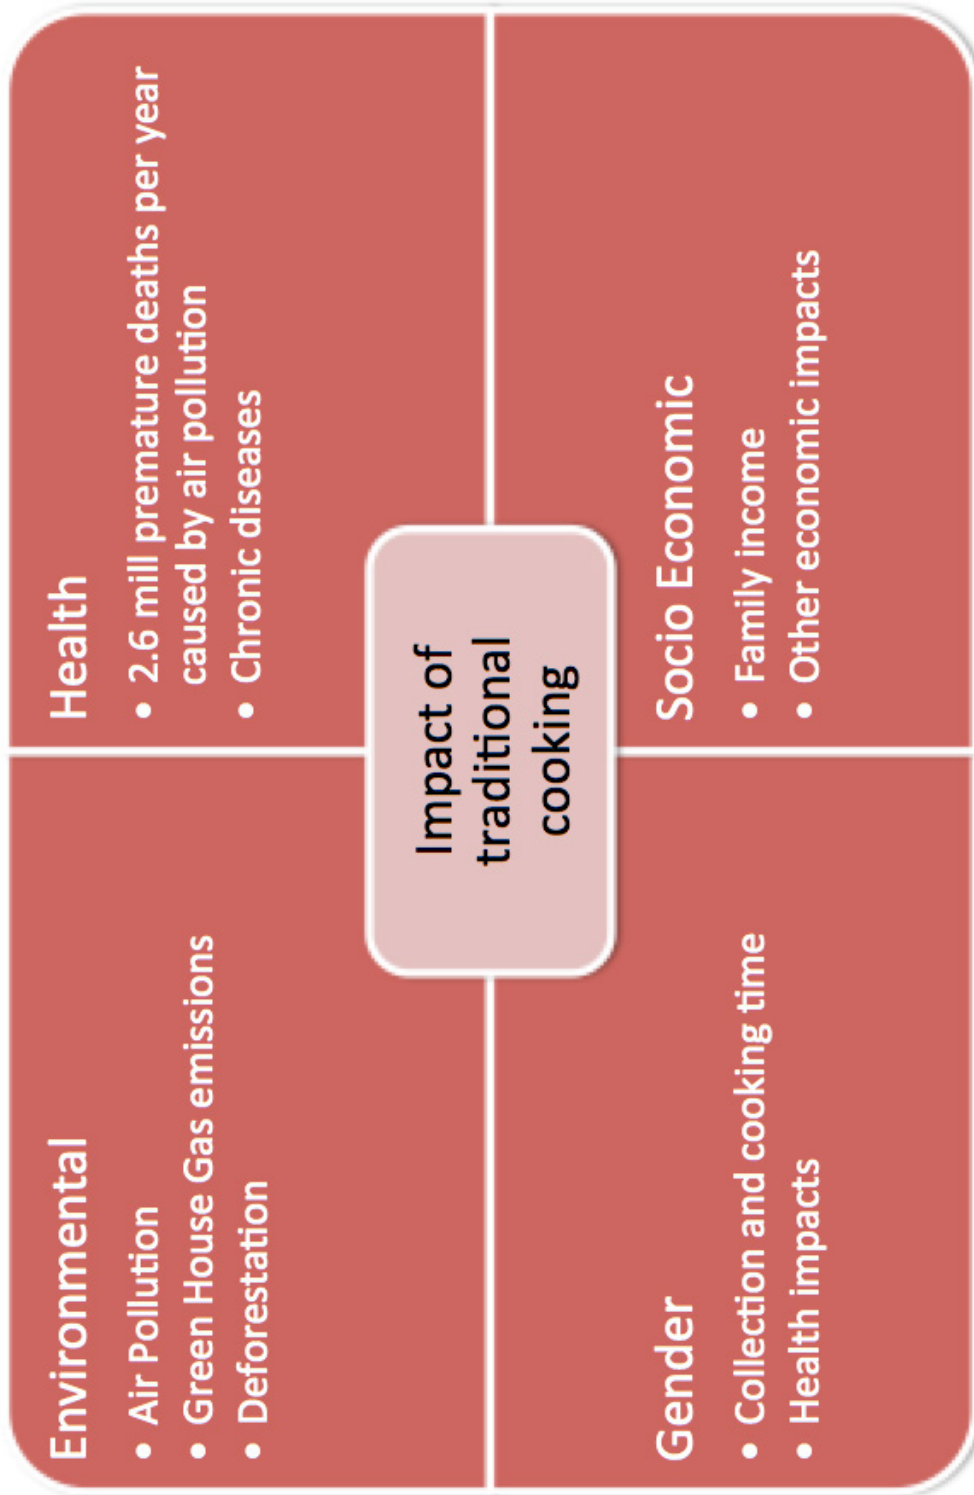 Environmental
• Air Pollution
• Green House Gas emissions
• Deforestation
Health
• 2.6 mill premature deaths per year
caused by air pollution
• Chronic diseases
Impact of
traditional
cooking
Gender
• Collection and cooking time
• Health impacts
Socio Economic
• Family income
• Other economic impacts